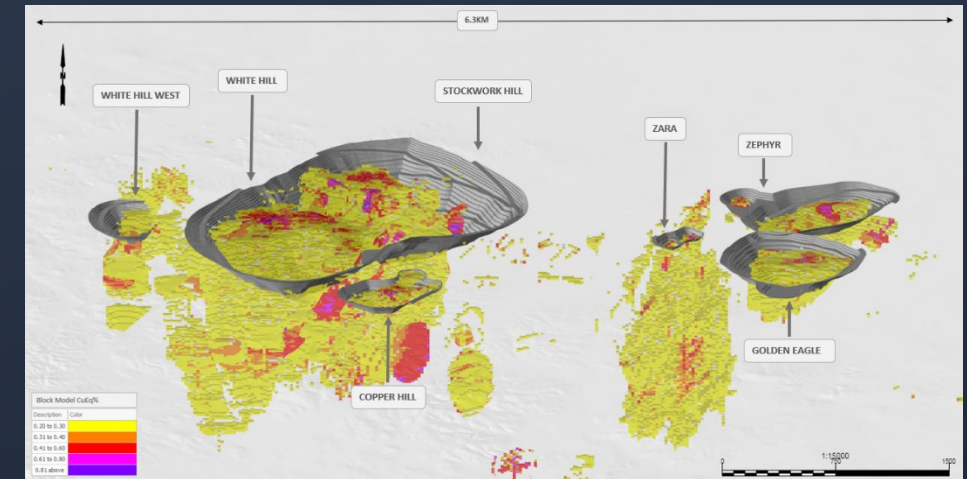 6.3KM
N
WHITE HILL WEST
WHITE HILL
STOCKWORK HILL
ZARA
ZEPHYR
GOLDEN EAGLE
COPPER HILL
Block Model CuEq%
Description Color
0.20 to 0.30
0.31 to 0.40
0.41 to 0.60
0.61 to 0.80
0.81 above
1:15000
0 750 1500